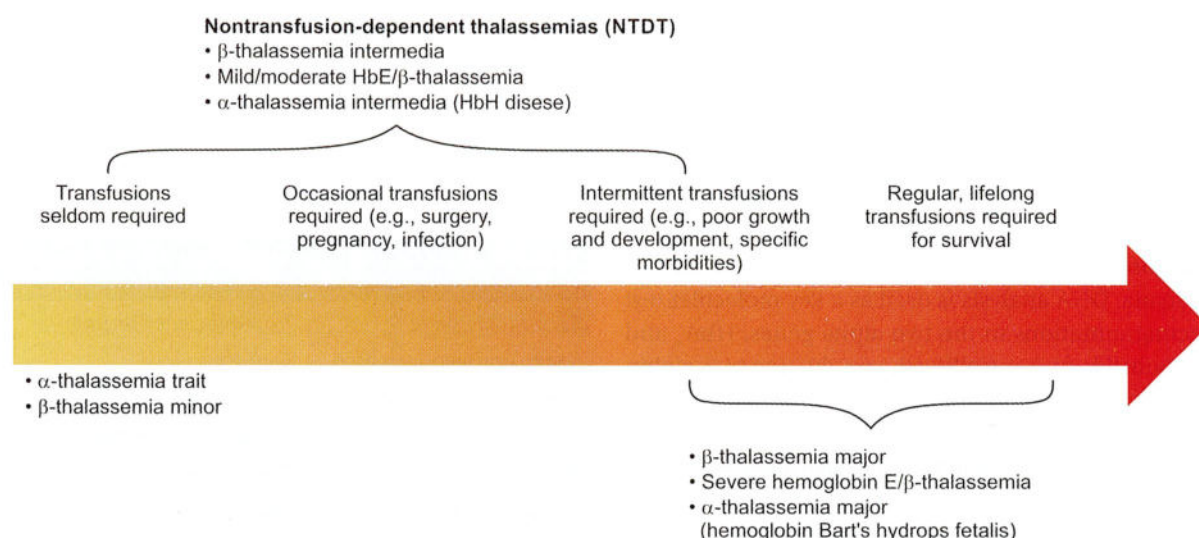 Nontransfusion-dependent thalassemias (NTDT)
• β-thalassemia intermedia
• Mild/moderate HbE/β-thalassemia
• α-thalassemia intermedia (HbH disese)
Transfusions
seldom required
Occasional transfusions
required (e.g., surgery,
pregnancy, infection)
Intermittent transfusions
required (e.g., poor growth
and development, specific
morbidities)
Regular, lifelong
transfusions required
for survival
• α-thalassemia trait
• β-thalassemia minor
• β-thalassemia major
• Severe hemoglobin E/β-thalassemia
• α-thalassemia major
(hemoglobin Bart's hydrops fetalis)